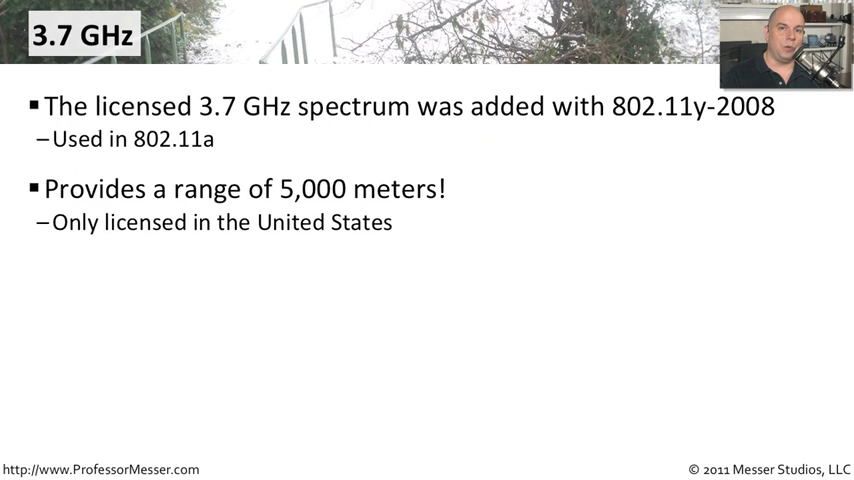 3.7 GHz
▪ The licensed 3.7 GHz spectrum was added with 802.11y-2008
– Used in 802.11a
▪ Provides a range of 5,000 meters!
– Only licensed in the United States
http://www.ProfessorMesser.com
© 2011 Messer Studios, LLC